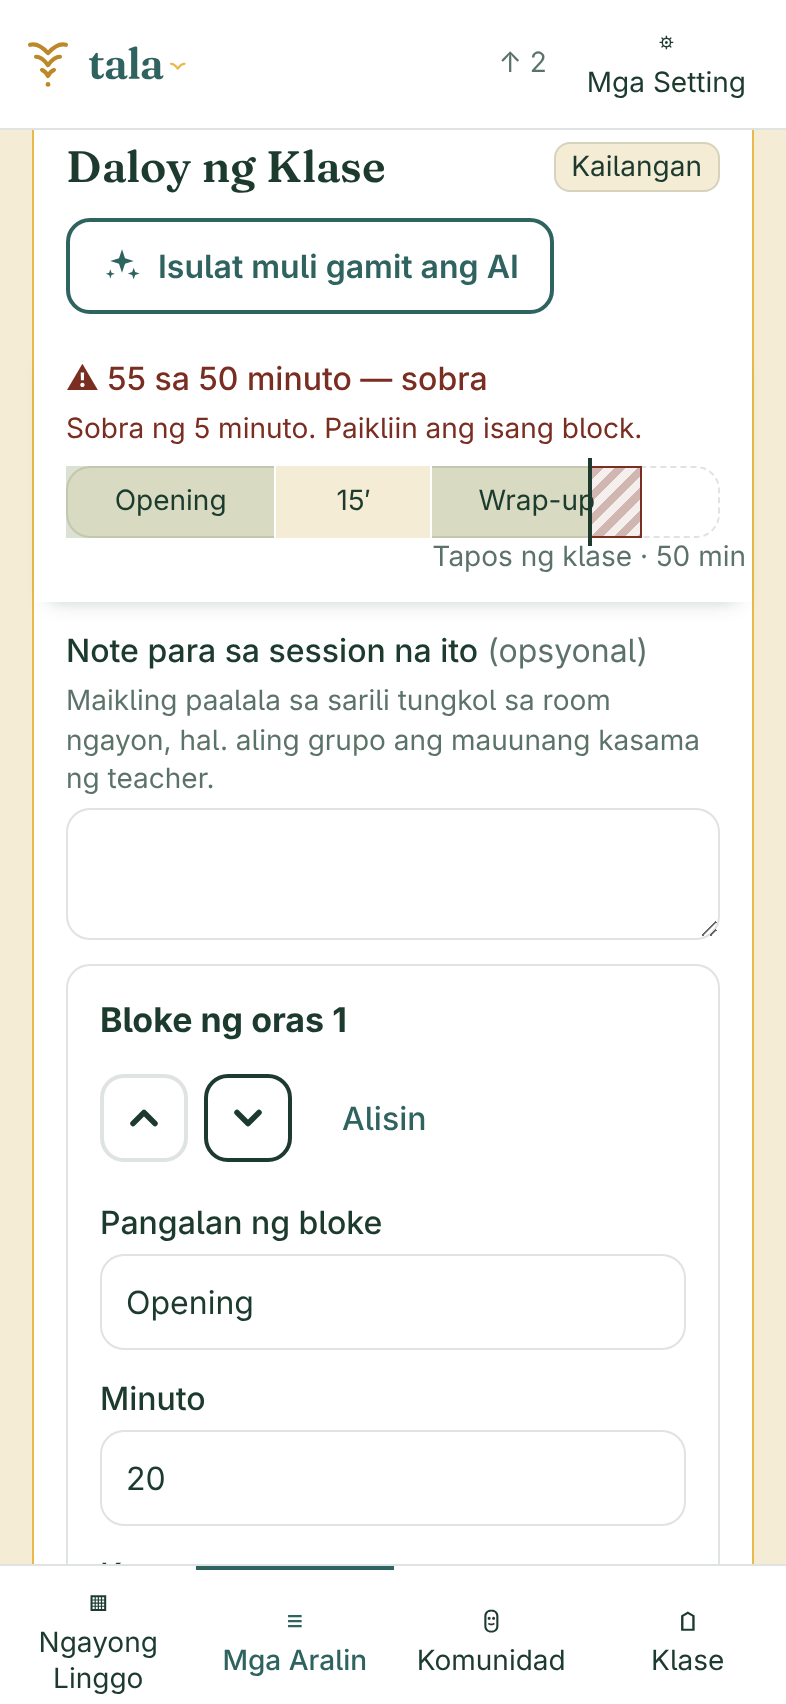 tala
↑ 2
Mga Setting
Daloy ng Klase
Kailangan
Isulat muli gamit ang AI
55 sa 50 minuto — sobra
Sobra ng 5 minuto. Paikliin ang isang block.
Opening
15′
Wrap-up
Tapos ng klase · 50 min
Note para sa session na ito (opsyonal)
Maikling paalala sa sarili tungkol sa room
ngayon, hal. aling grupo ang mauunang kasama
ng teacher.
Bloke ng oras 1
Alisin
Pangalan ng bloke
Opening
Minuto
20
Ngayong
Linggo
Mga Aralin
Komunidad
Klase